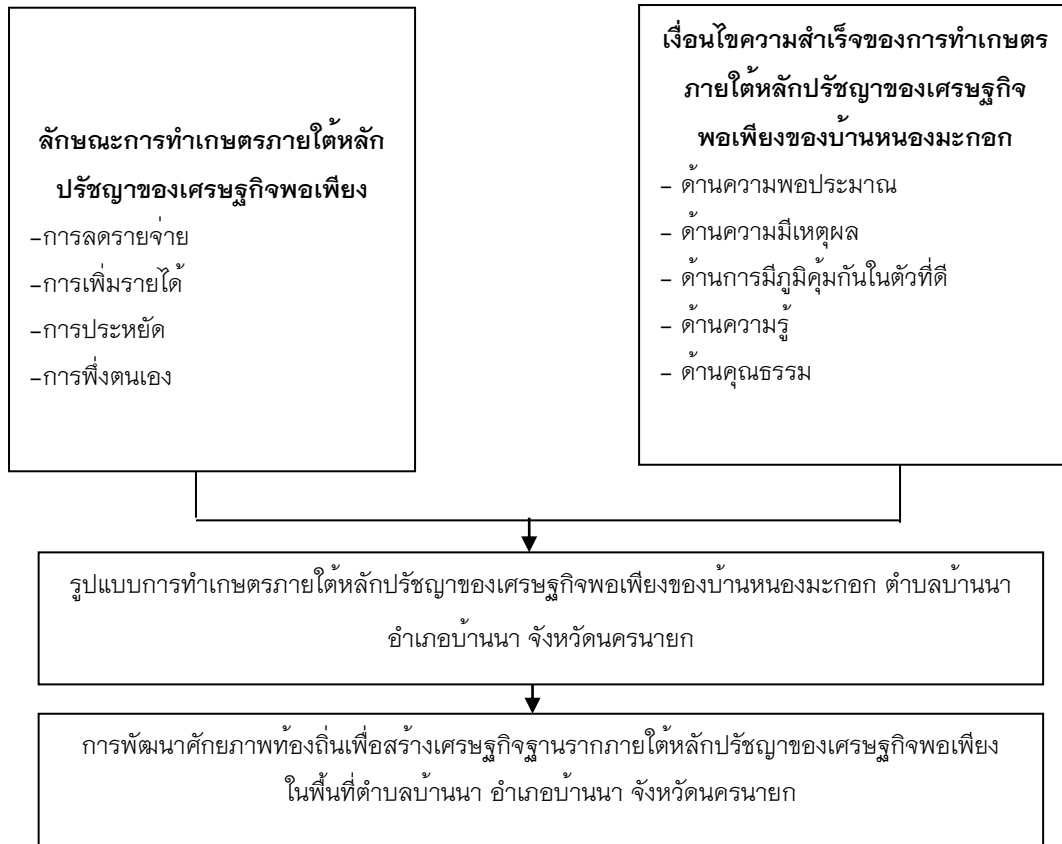 ลักษณะการทำเกษตรภายใต้หลัก
ปรัชญาของเศรษฐกิจพอเพียง
-การลดรายจ่าย
-การเพิ่มรายได้
-การประหยัด
-การพึ่งตนเอง
เงื่อนไขความสำเร็จของการทำเกษตร
ภายใต้หลักปรัชญาของเศรษฐกิจ
พอเพียงของบ้านหนองมะกอก
- ด้านความพอประมาณ
- ด้านความมีเหตุผล
- ด้านการมีภูมิคุ้มกันในตัวที่ดี
- ด้านความรู้
- ด้านคุณธรรม
รูปแบบการทำเกษตรภายใต้หลักปรัชญาของเศรษฐกิจพอเพียงของบ้านหนองมะกอก ตำบลบ้านนา
อำเภอบ้านนา จังหวัดนครนายก
การพัฒนาศักยภาพท้องถิ่นเพื่อสร้างเศรษฐกิจฐานรากภายใต้หลักปรัชญาของเศรษฐกิจพอเพียง
ในพื้นที่ตำบลบ้านนา อำเภอบ้านนา จังหวัดนครนายก